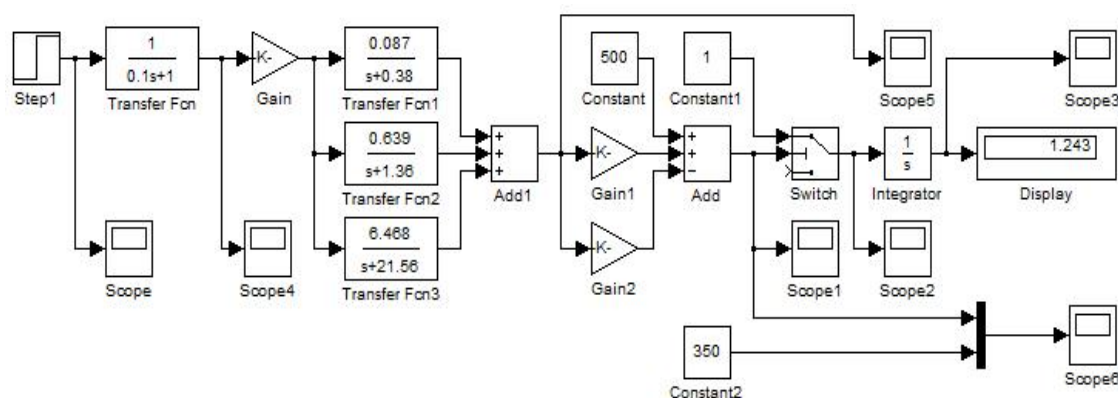 Step1
1
0.1s+1
Transfer Fcn
Scope
Scope4
K-
Gain
0.087
s+0.38
Transfer Fcn1
0.639
s+1.36
Transfer Fcn2
6.468
s+21.56
Transfer Fcn3
+
+
+
Add1
500
Constant
1
Constant1
K-
Gain1
K-
Gain2
+
+
−
Add
Switch
1
s
Integrator
1.243
Display
Scope5
Scope3
Scope1
Scope2
350
Constant2
Scope6